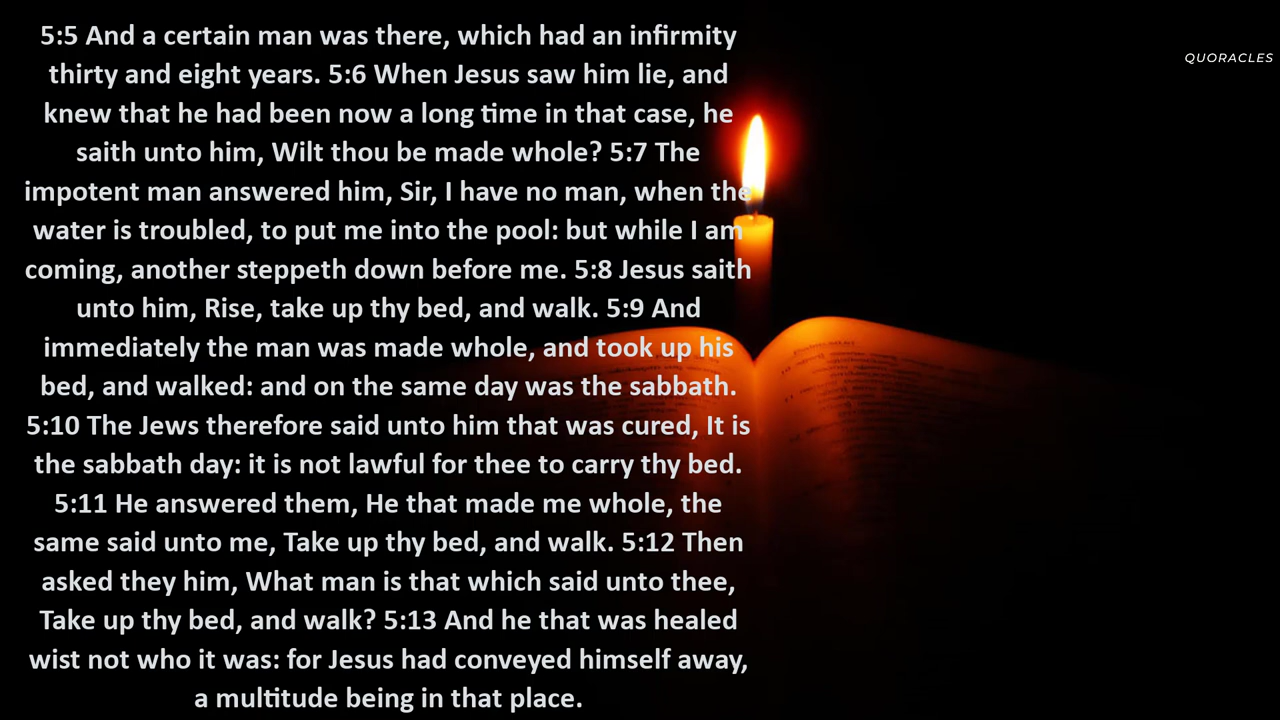 5:5 And a certain man was there, which had an infirmity
thirty and eight years. 5:6 When Jesus saw him lie, and
knew that he had been now a long time in that case, he
saith unto him, Wilt thou be made whole? 5:7 The
impotent man answered him, Sir, I have no man, when the
water is troubled, to put me into the pool: but while I am
coming, another steppeth down before me. 5:8 Jesus saith
unto him, Rise, take up thy bed, and walk. 5:9 And
immediately the man was made whole, and took up his
bed, and walked: and on the same day was the sabbath.
5:10 The Jews therefore said unto him that was cured, It is
the sabbath day: it is not lawful for thee to carry thy bed.
5:11 He answered them, He that made me whole, the
same said unto me, Take up thy bed, and walk. 5:12 Then
asked they him, What man is that which said unto thee,
Take up thy bed, and walk? 5:13 And he that was healed
wist not who it was: for Jesus had conveyed himself away,
a multitude being in that place.
QUORACLES